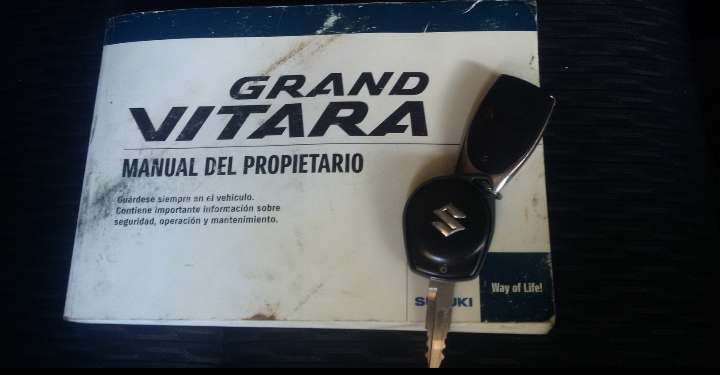 GRAND
VITARA
MANUAL DEL PROPIETARIO
Guárdese siempre en el vehículo.
Contiene importante información sobre
seguridad, operación y mantenimiento.
Way of Life!